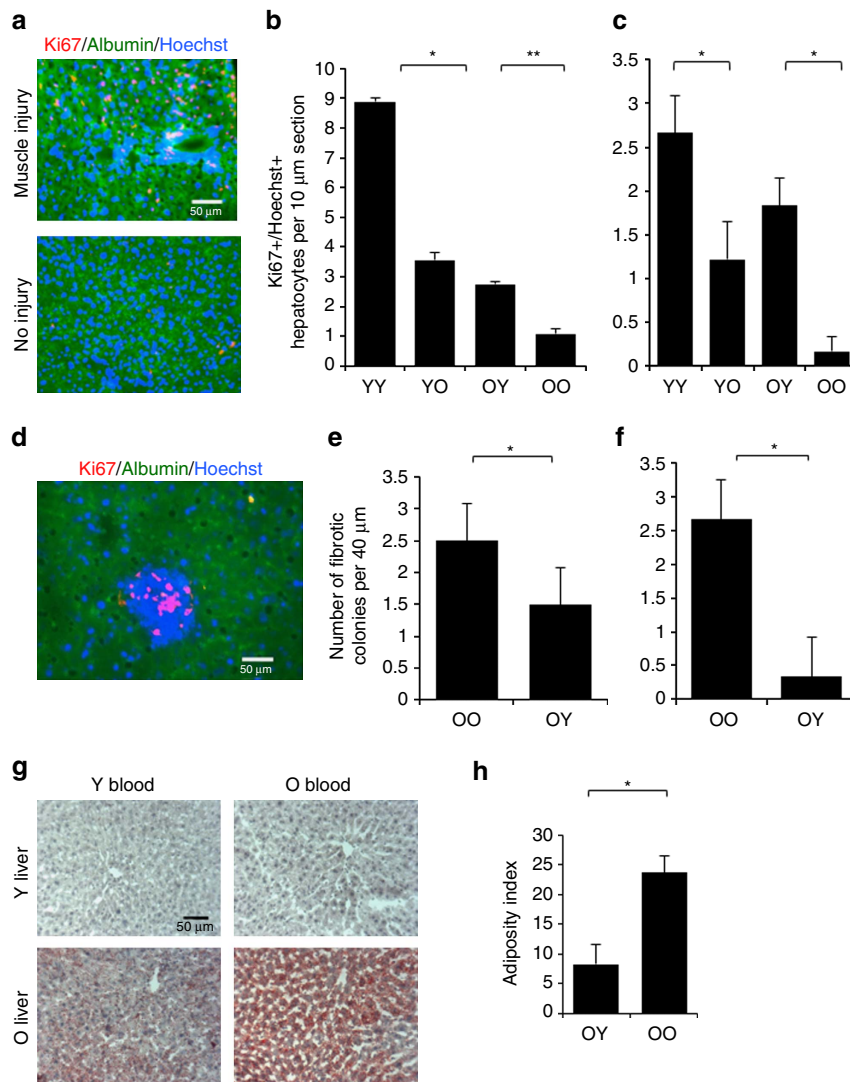 a
Ki67/Albumin/Hoechst
Muscle injury
50 μm
No injury
b
Ki67+/Hoechst+
hepatocytes per 10 μm section
9
8
7
6
5
4
3
2
1
0
*
**
YY YO OY OO
c
3.5
3
2.5
2
1.5
1
0.5
0
*
*
YY YO OY OO
d
Ki67/Albumin/Hoechst
50 μm
e
Number of fibrotic
colonies per 40 μm
3.5
3
2.5
2
1.5
1
0.5
0
*
OO OY
f
3.5
3
2.5
2
1.5
1
0.5
0
*
OO OY
g
Y blood O blood
Y liver
50 μm
O liver
h
Adiposity index
30
25
20
15
10
5
0
*
OY OO